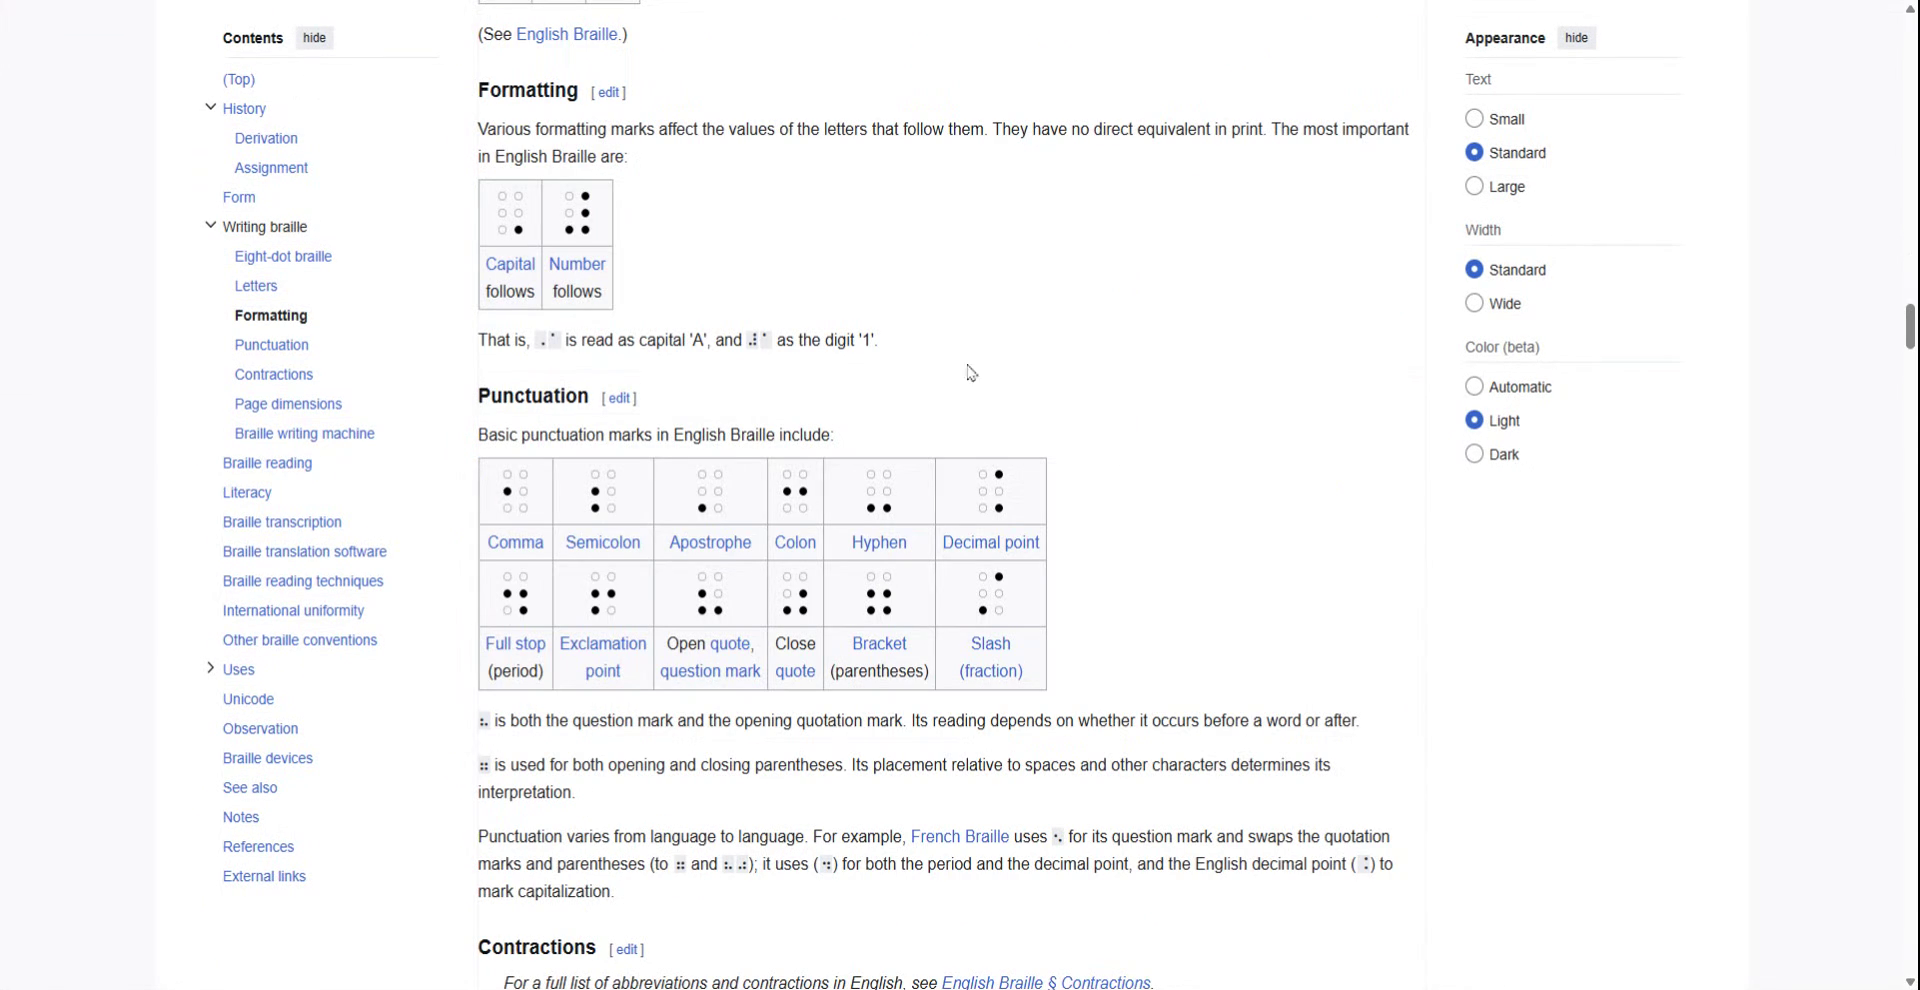 (See English Braille.)
Contents hide
(Top)
History
Derivation
Assignment
Form
Writing braille
Eight-dot braille
Letters
Formatting
Punctuation
Contractions
Page dimensions
Braille writing machine
Braille reading
Literacy
Braille transcription
Braille translation software
Braille reading techniques
International uniformity
Other braille conventions
Uses
Unicode
Observation
Braille devices
See also
Notes
References
External links
Formatting [ edit ]
Various formatting marks affect the values of the letters that follow them. They have no direct equivalent in print. The most important
in English Braille are:
⠠ ⠼
Capital Number
follows follows
That is, ⠠⠁ is read as capital 'A', and ⠼⠁ as the digit '1'.
Punctuation [ edit ]
Basic punctuation marks in English Braille include:
⠂ ⠆ ⠄ ⠒ ⠤ ⠨
Comma Semicolon Apostrophe Colon Hyphen Decimal point
⠲ ⠖ ⠦ ⠴ ⠶ ⠌
Full stop Exclamation Open quote, Close Bracket Slash
(period) point question mark quote (parentheses) (fraction)
⠦ is both the question mark and the opening quotation mark. Its reading depends on whether it occurs before a word or after.
⠶ is used for both opening and closing parentheses. Its placement relative to spaces and other characters determines its
interpretation.
Punctuation varies from language to language. For example, French Braille uses ⠢ for its question mark and swaps the quotation
marks and parentheses (to ⠶ and ⠦⠴); it uses (⠲) for both the period and the decimal point, and the English decimal point (⠨) to
mark capitalization.
Contractions [ edit ]
For a full list of abbreviations and contractions in English, see English Braille § Contractions.
Appearance hide
Text
Small
Standard
Large
Width
Standard
Wide
Color (beta)
Automatic
Light
Dark